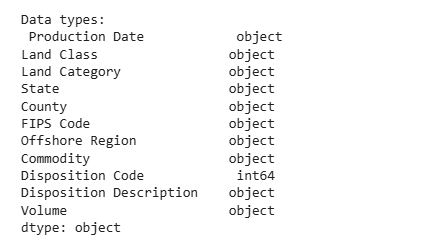 Data types:
 Production Date            object
Land Class                 object
Land Category              object
State                      object
County                     object
FIPS Code                  object
Offshore Region            object
Commodity                  object
Disposition Code            int64
Disposition Description    object
Volume                     object
dtype: object